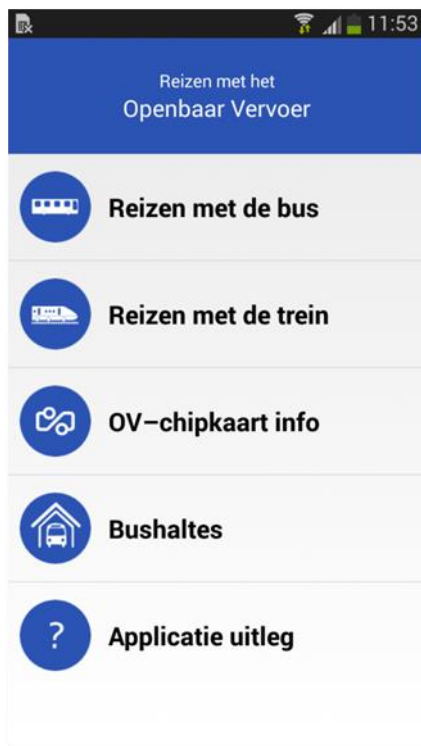 11:53
Reizen met het
Openbaar Vervoer
Reizen met de bus
Reizen met de trein
OV-chipkaart info
Bushaltes
? Applicatie uitleg